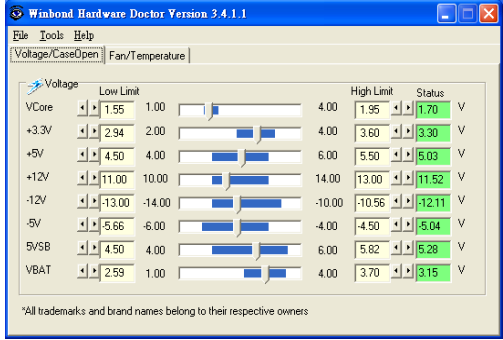 Winbond Hardware Doctor Version 3.4.1.1
File Tools Help
Voltage/CaseOpen Fan/Temperature
Voltage
Low Limit High Limit Status
VCore 1.55 1.00 4.00 1.95 1.70 V
+3.3V 2.94 2.00 4.00 3.60 3.30 V
+5V 4.50 4.00 6.00 5.50 5.03 V
+12V 11.00 10.00 14.00 13.00 11.52 V
-12V -13.00 -14.00 -10.00 -10.56 -12.11 V
-5V -5.66 -6.00 -4.00 -4.50 -5.04 V
5VSB 4.50 4.00 6.00 5.82 5.28 V
VBAT 2.59 1.00 4.00 3.70 3.15 V
*All trademarks and brand names belong to their respective owners